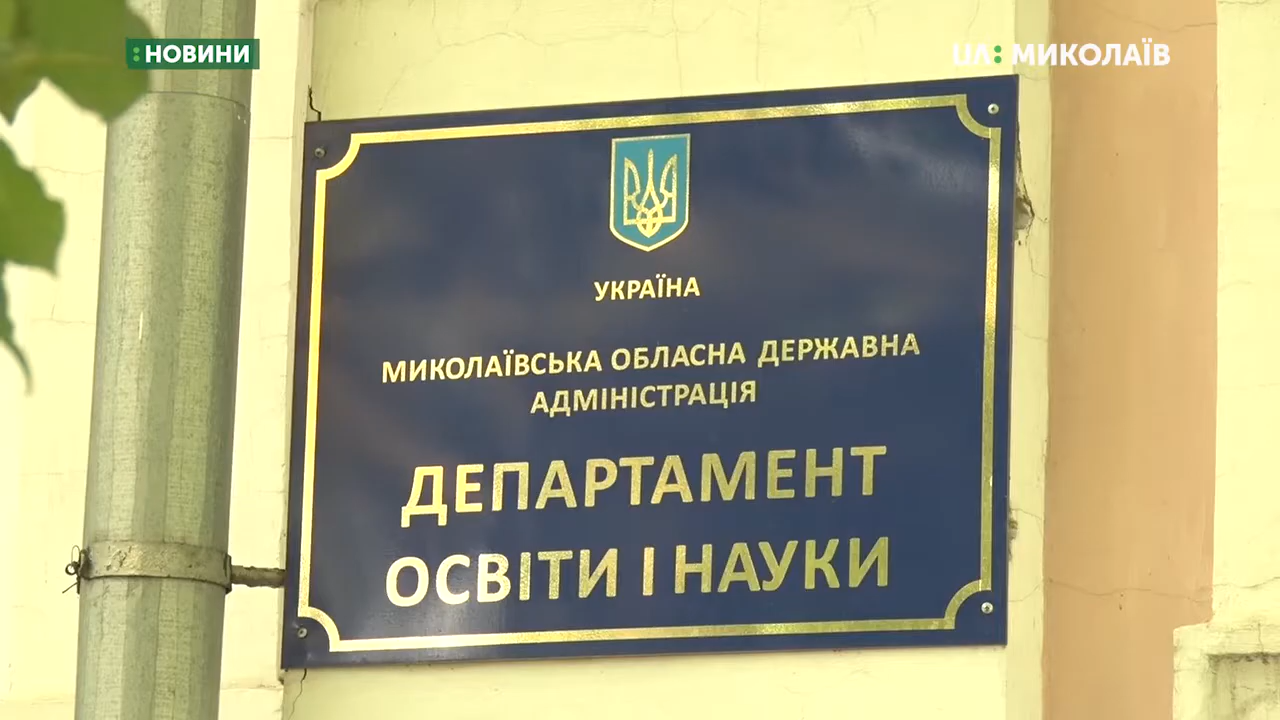 :НОВИНИ
UA: МИКОЛАЇВ
УКРАЇНА
МИКОЛАЇВСЬКА ОБЛАСНА ДЕРЖАВНА
АДМІНІСТРАЦІЯ
ДЕПАРТАМЕНТ
ОСВІТИ І НАУКИ